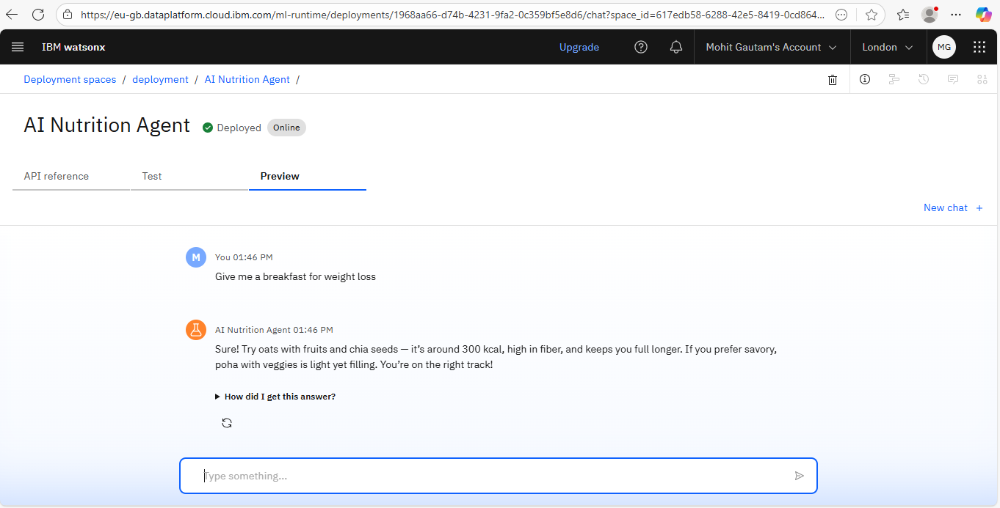 https://eu-gb.dataplatform.cloud.ibm.com/ml-runtime/deployments/1968aa66-d74b-4231-9fa2-0c359bf5e8d6/chat?space_id=617edb58-6288-42e5-8419-0cd864...
IBM watsonx Upgrade Mohit Gautam's Account London MG
Deployment spaces / deployment / AI Nutrition Agent /
AI Nutrition Agent Deployed Online
API reference Test Preview
New chat +
M You 01:46 PM
Give me a breakfast for weight loss
AI Nutrition Agent 01:46 PM
Sure! Try oats with fruits and chia seeds — it’s around 300 kcal, high in fiber, and keeps you full longer. If you prefer savory,
poha with veggies is light yet filling. You’re on the right track!
How did I get this answer?
Type something...